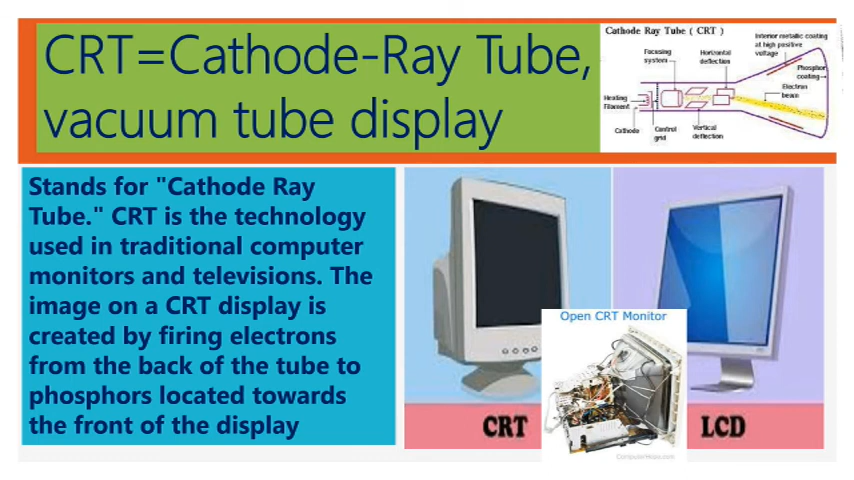 CRT=Cathode-Ray Tube,
vacuum tube display
Cathode Ray Tube ( CRT )
Interior metallic coating
at high positive
voltage
Focusing
system
Horizontal
deflection
Phosphor
coating
Electron
beam
Heating
Filament
Cathode
Control
grid
Vertical
deflection
Stands for "Cathode Ray
Tube." CRT is the technology
used in traditional computer
monitors and televisions. The
image on a CRT display is
created by firing electrons
from the back of the tube to
phosphors located towards
the front of the display
Open CRT Monitor
CRT
LCD
ComputerHope.com